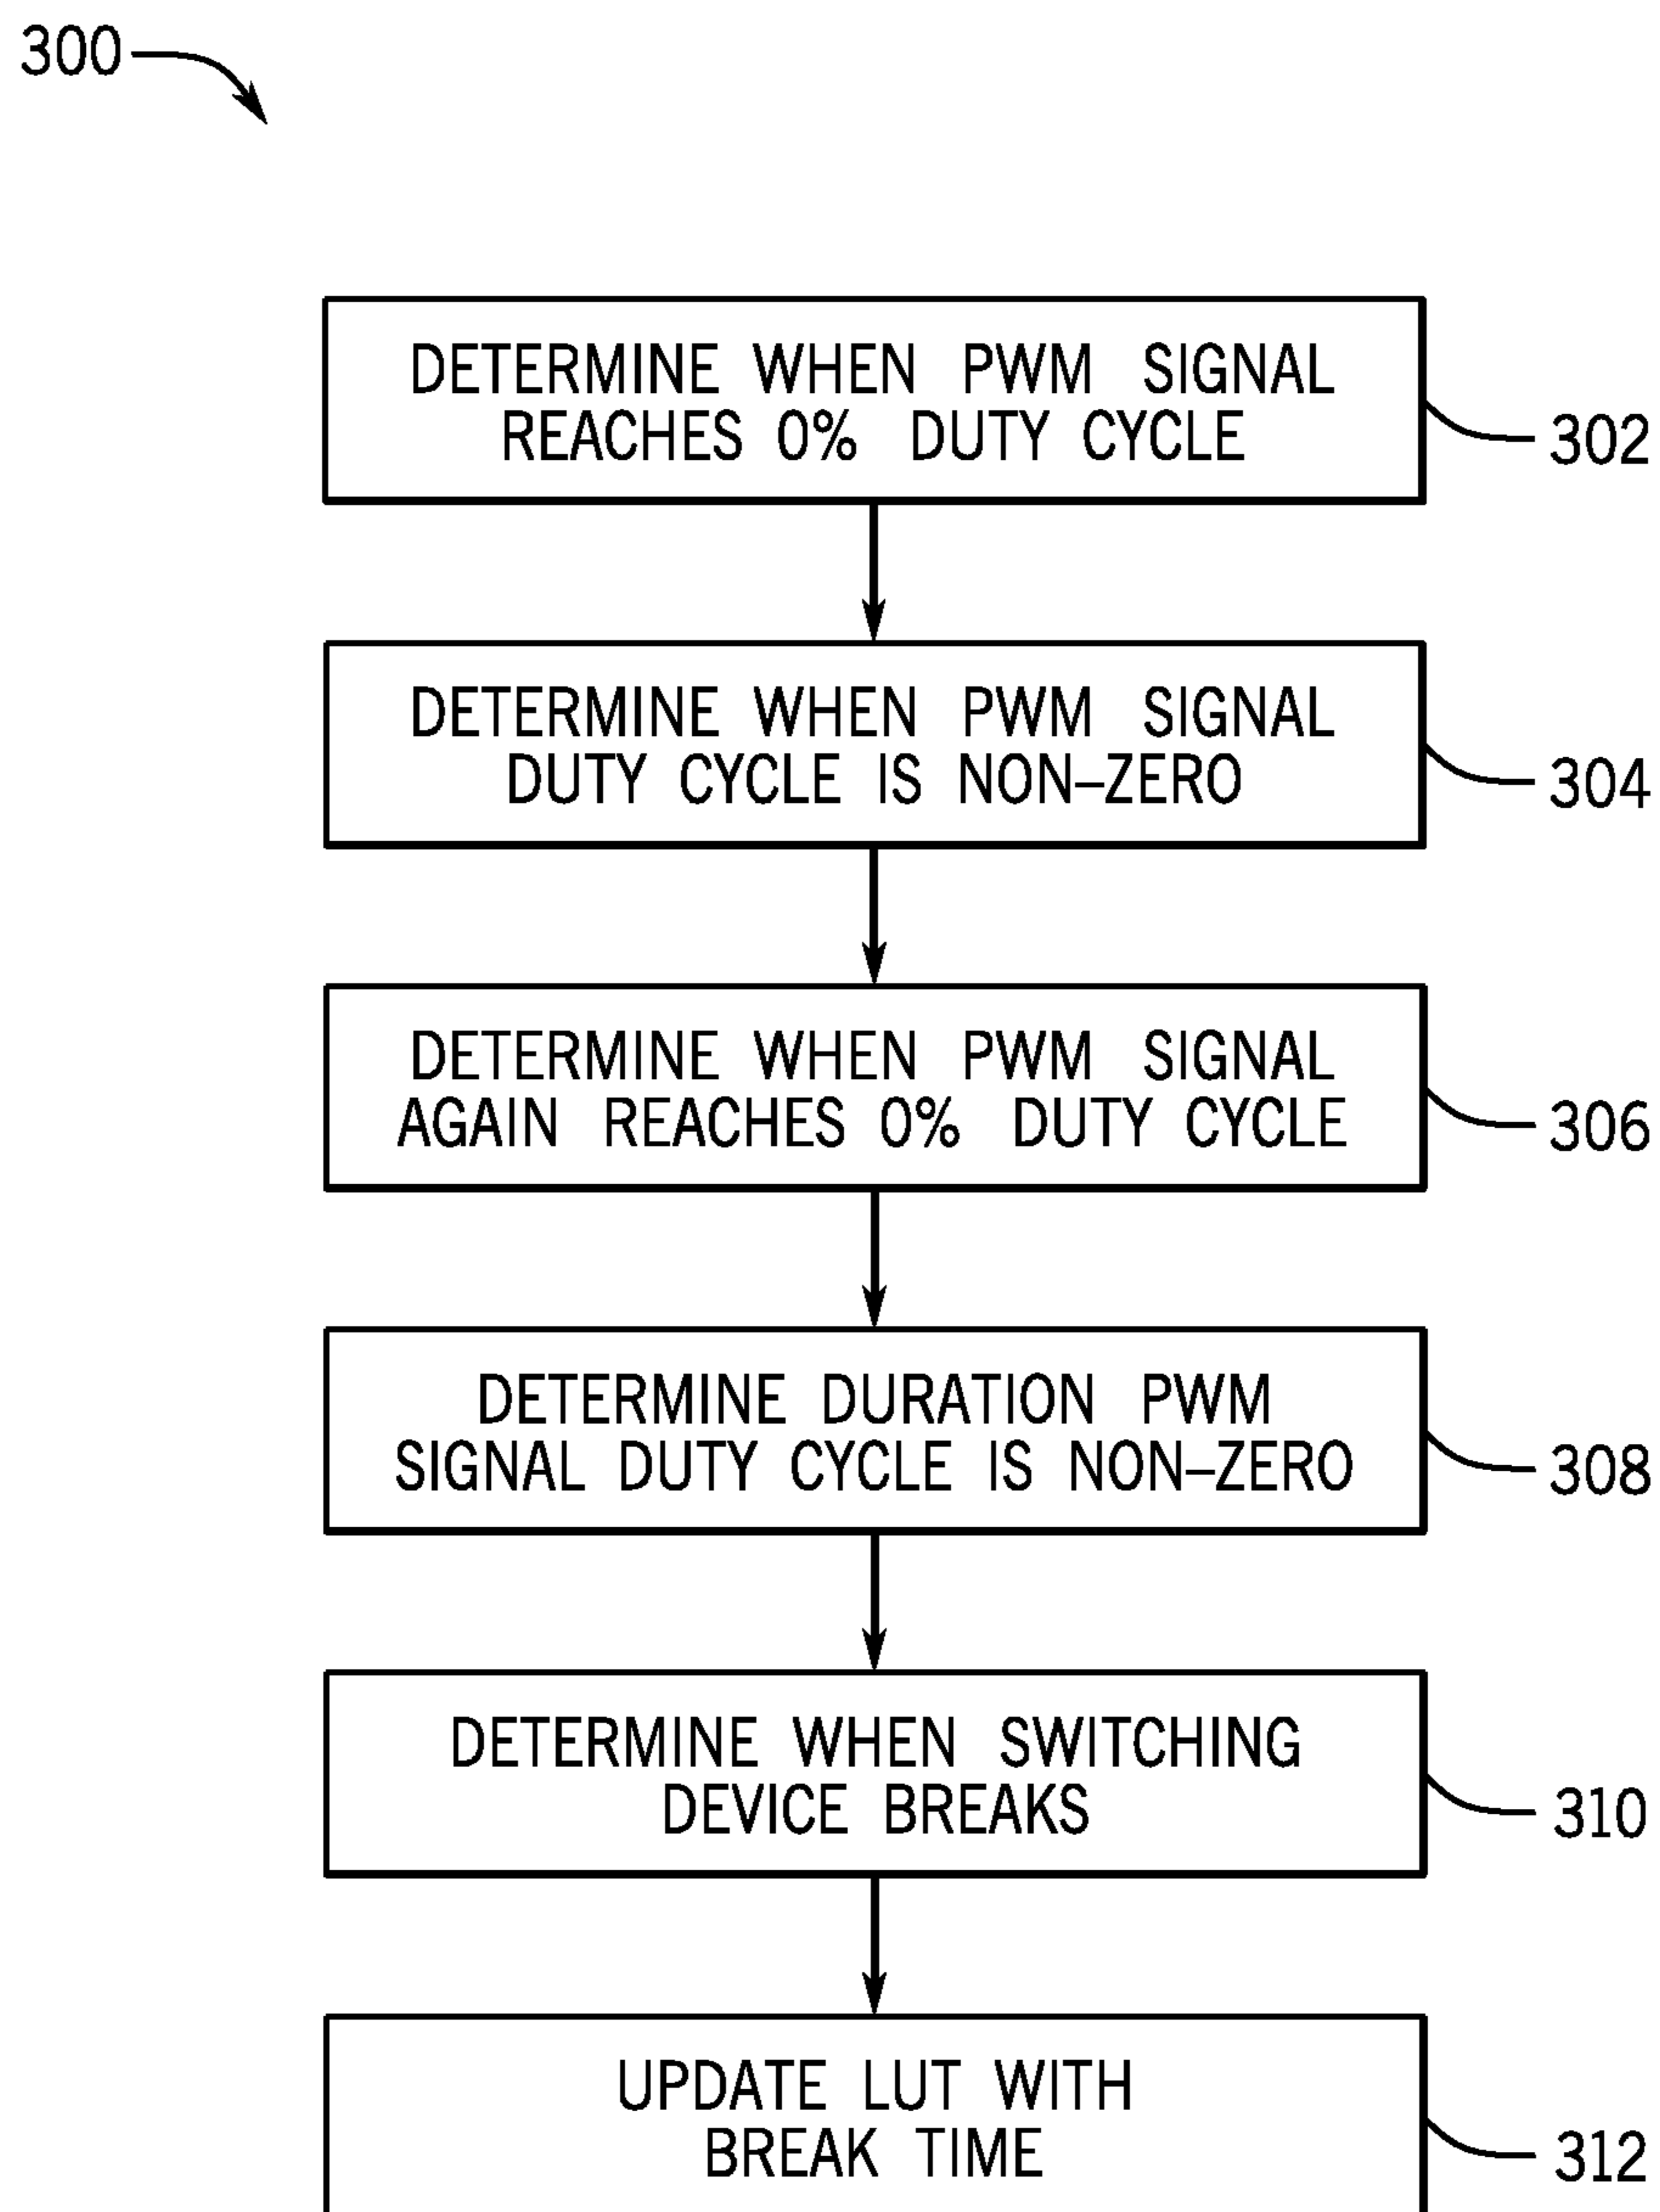 300
DETERMINE WHEN PWM SIGNAL
REACHES 0% DUTY CYCLE
302
DETERMINE WHEN PWM SIGNAL
DUTY CYCLE IS NON–ZERO
304
DETERMINE WHEN PWM SIGNAL
AGAIN REACHES 0% DUTY CYCLE
306
DETERMINE DURATION PWM
SIGNAL DUTY CYCLE IS NON–ZERO
308
DETERMINE WHEN SWITCHING
DEVICE BREAKS
310
UPDATE LUT WITH
BREAK TIME
312